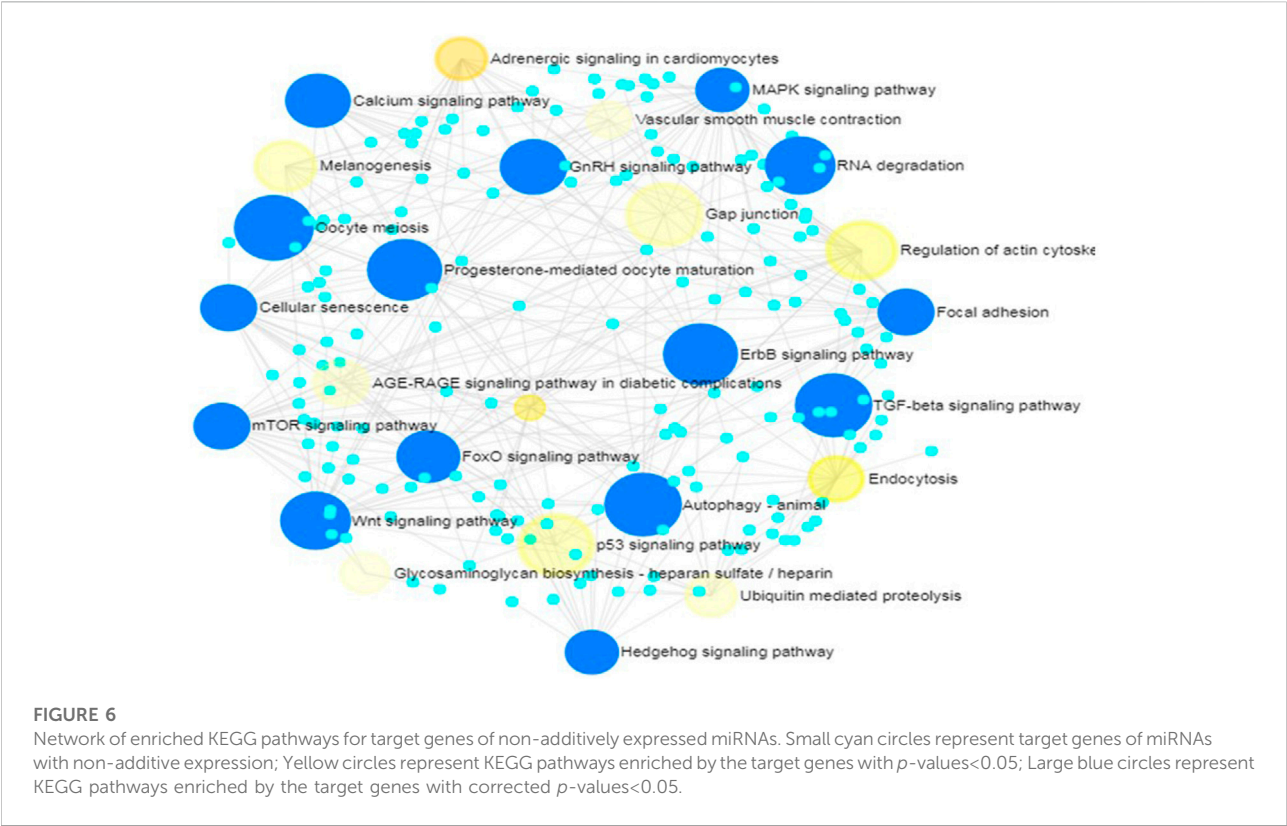 Adrenergic signaling in cardiomyocytes
MAPK signaling pathway
Calcium signaling pathway
Vascular smooth muscle contraction
Melanogenesis
GnRH signaling pathway
RNA degradation
Gap junction
Oocyte meiosis
Regulation of actin cytoske
Progesterone-mediated oocyte maturation
Cellular senescence
Focal adhesion
ErbB signaling pathway
AGE-RAGE signaling pathway in diabetic complications
TGF-beta signaling pathway
mTOR signaling pathway
FoxO signaling pathway
Endocytosis
Autophagy - animal
Wnt signaling pathway
p53 signaling pathway
Glycosaminoglycan biosynthesis - heparan sulfate / heparin
Ubiquitin mediated proteolysis
Hedgehog signaling pathway
FIGURE 6
Network of enriched KEGG pathways for target genes of non-additively expressed miRNAs. Small cyan circles represent target genes of miRNAs
with non-additive expression; Yellow circles represent KEGG pathways enriched by the target genes with p-values<0.05; Large blue circles represent
KEGG pathways enriched by the target genes with corrected p-values<0.05.